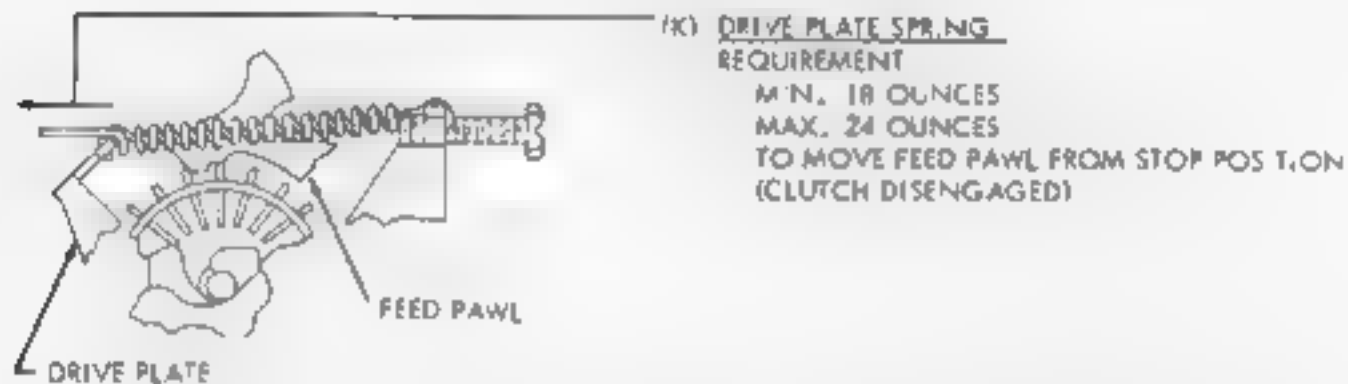 (K) DRIVE PLATE SPRING
REQUIREMENT
MIN. 18 OUNCES
MAX. 24 OUNCES
TO MOVE FEED PAWL FROM STOP POSITION
(CLUTCH DISENGAGED)
FEED PAWL
DRIVE PLATE